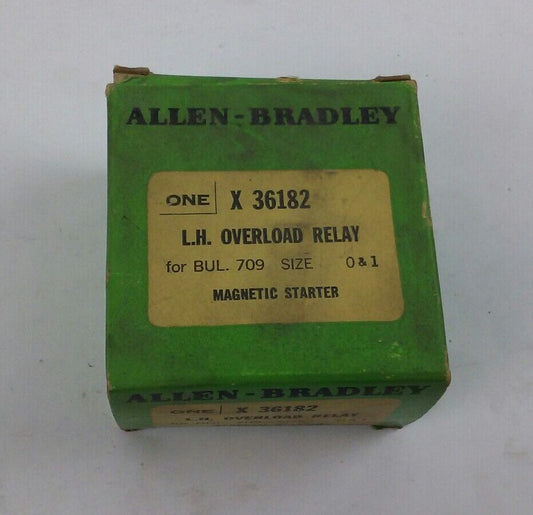 ALLEN-BRADLEY
ONE X 36182
L.H. OVERLOAD RELAY
for BUL. 709 SIZE 0 & 1
MAGNETIC STARTER
ALLEN-BRADLEY
ONE X 36182
L.H. OVERLOAD RELAY